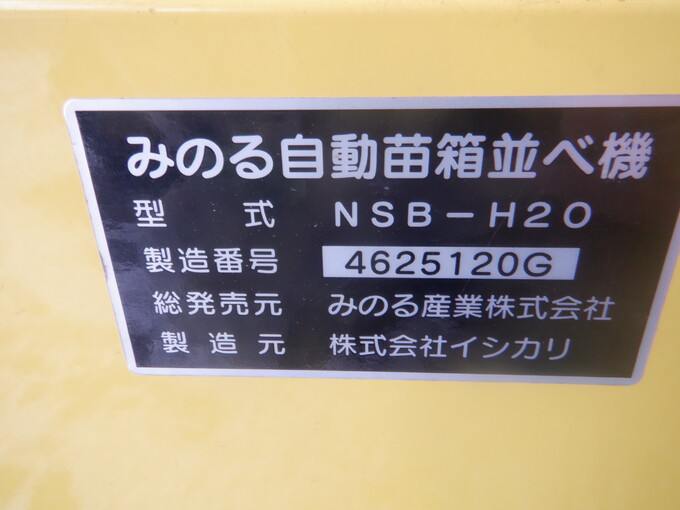 みのる自動苗箱並べ機
型式 NSB-H20
製造番号 4625120G
総発売元 みのる産業株式会社
製造元 株式会社イシカリ